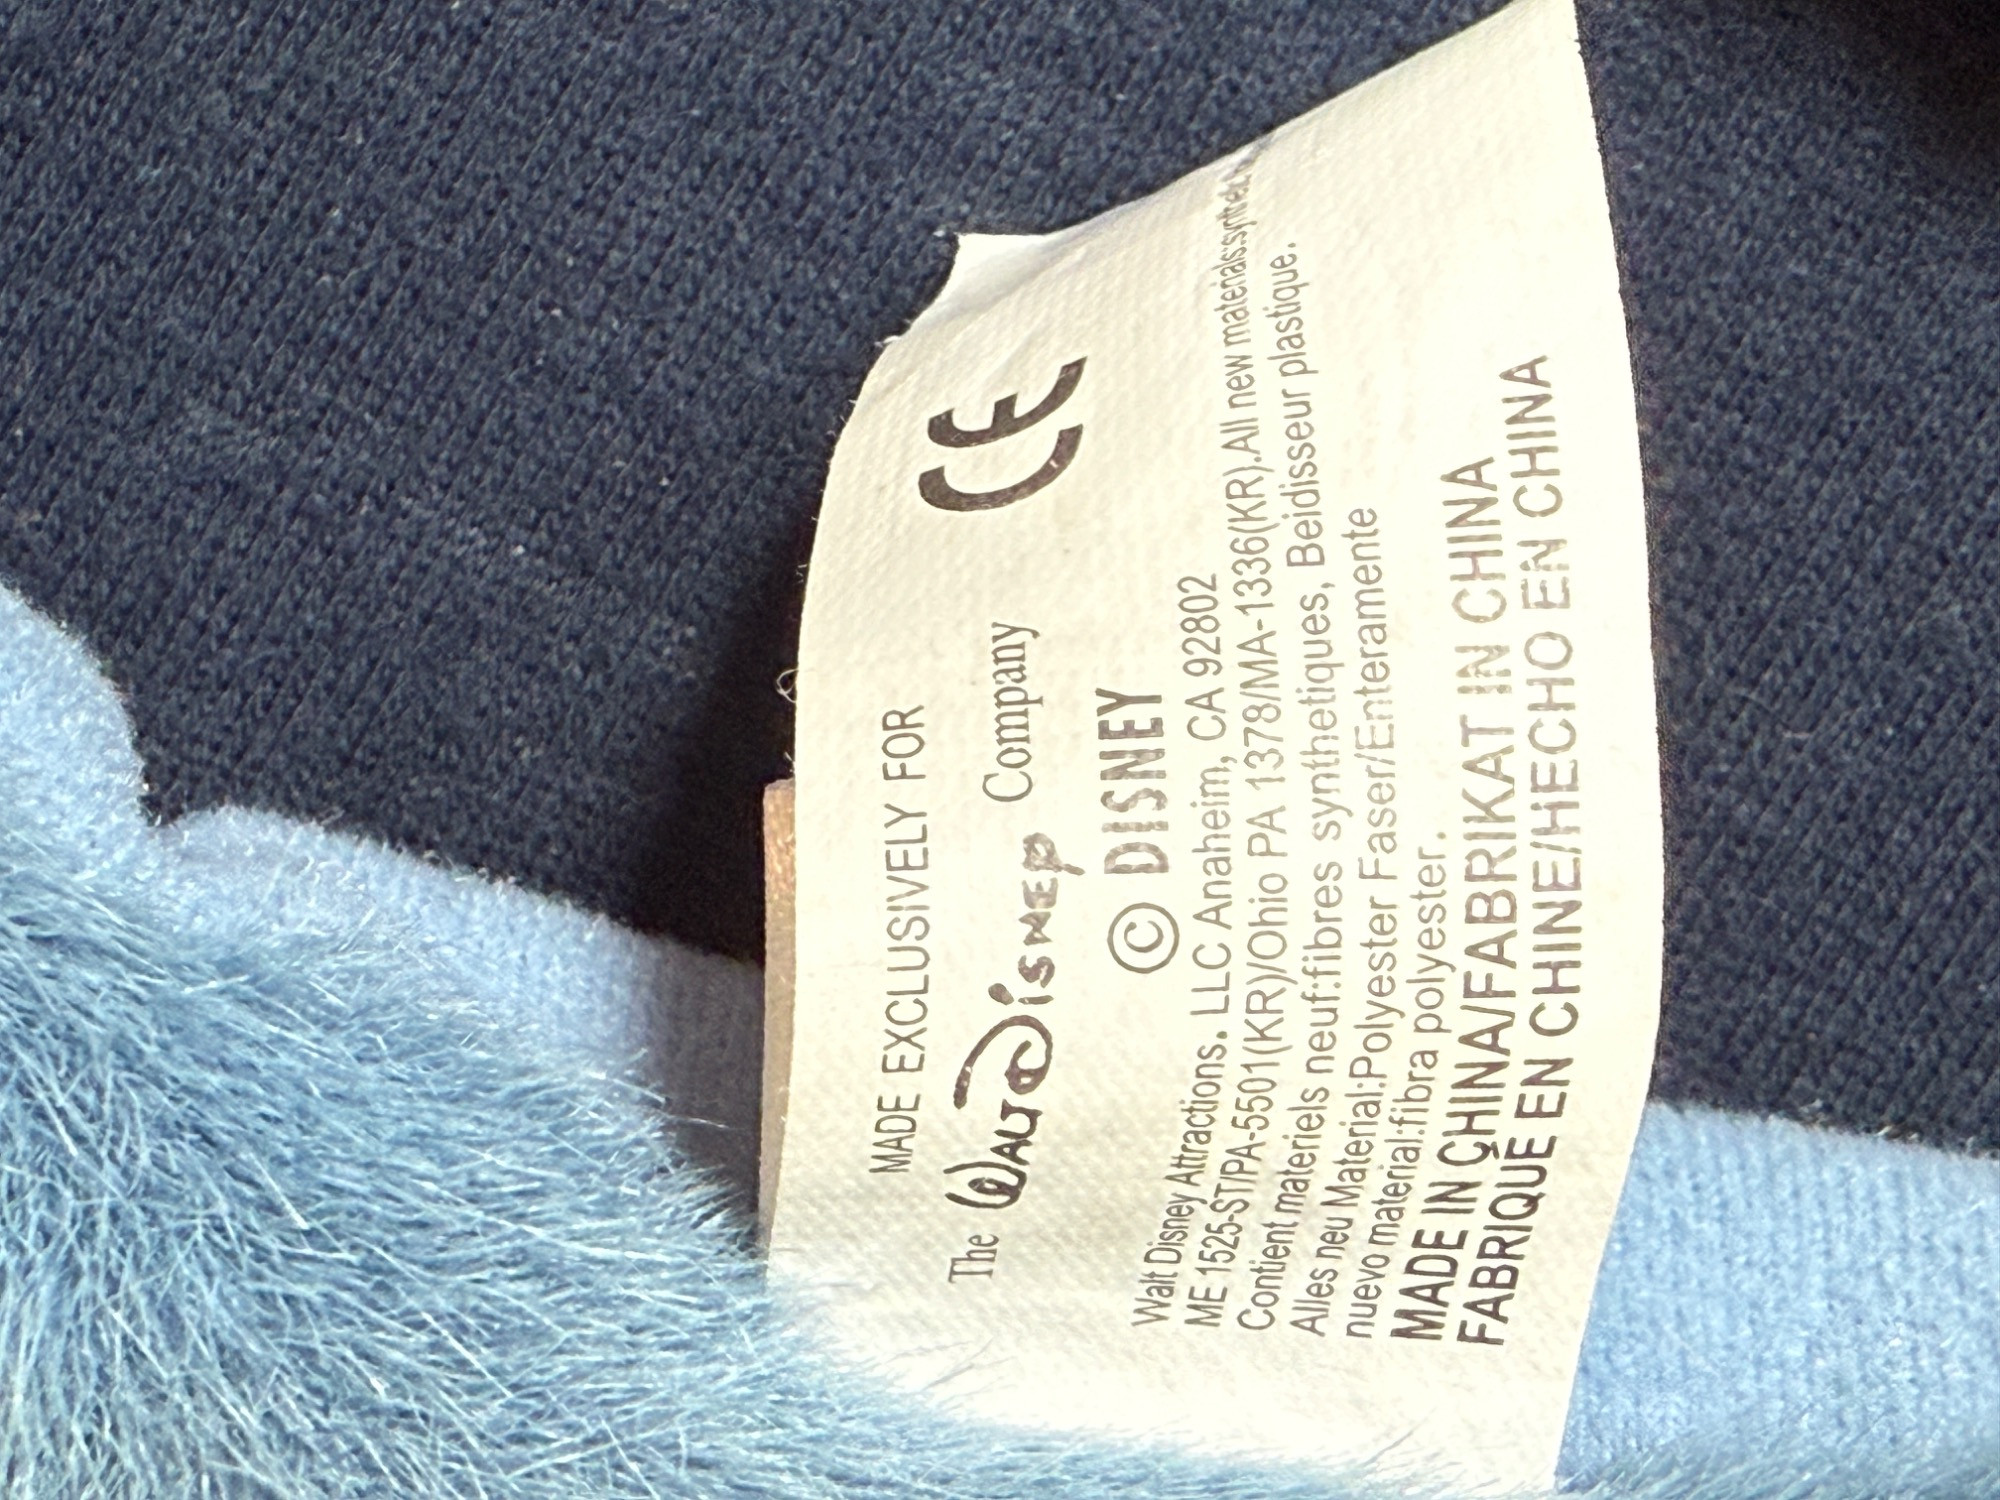 MADE EXCLUSIVELY FOR
The Walt Disney Company
CE
© DISNEY
Walt Disney Attractions. LLC Anaheim, CA 92802
ME 1525-ST/PA-5501(KR)/Ohio PA 1378/MA-1336(KR).All new materials:
Contient materiels neuf:fibres synthetiques, Beidisseur plastique.
Alles neu Material:Polyester Faser/Enteramente
nuevo material:fibra polyester.
MADE IN CHINA/FABRIKAT IN CHINA
FABRIQUÉ EN CHINE/HECHO EN CHINA